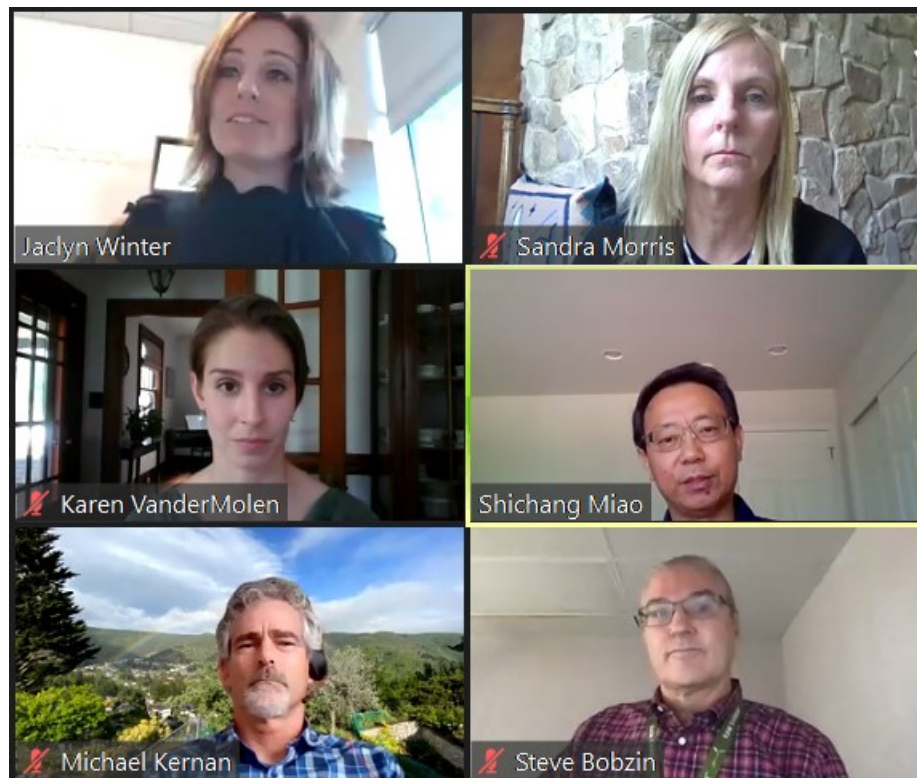 Jaclyn Winter
Sandra Morris
Karen VanderMolen
Shichang Miao
Michael Kernan
Steve Bobzin